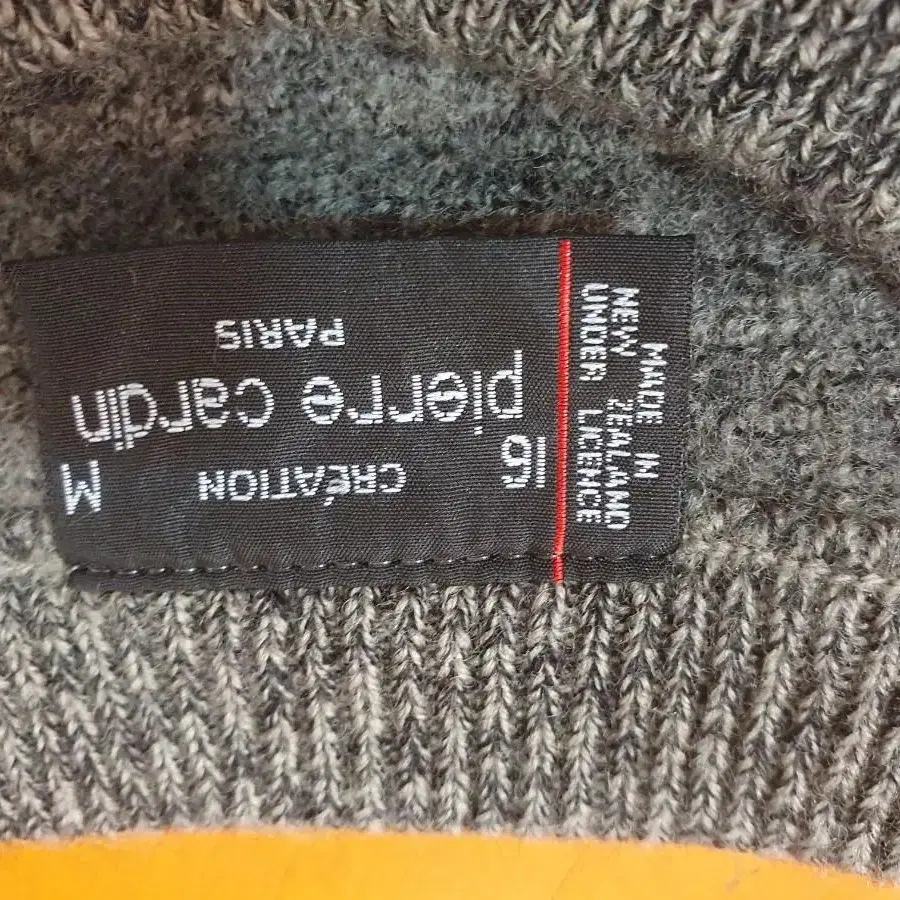 16 CRÉATION M
pierre cardin
PARIS
MADE IN
NEW ZEALAND
UNDER LICENCE